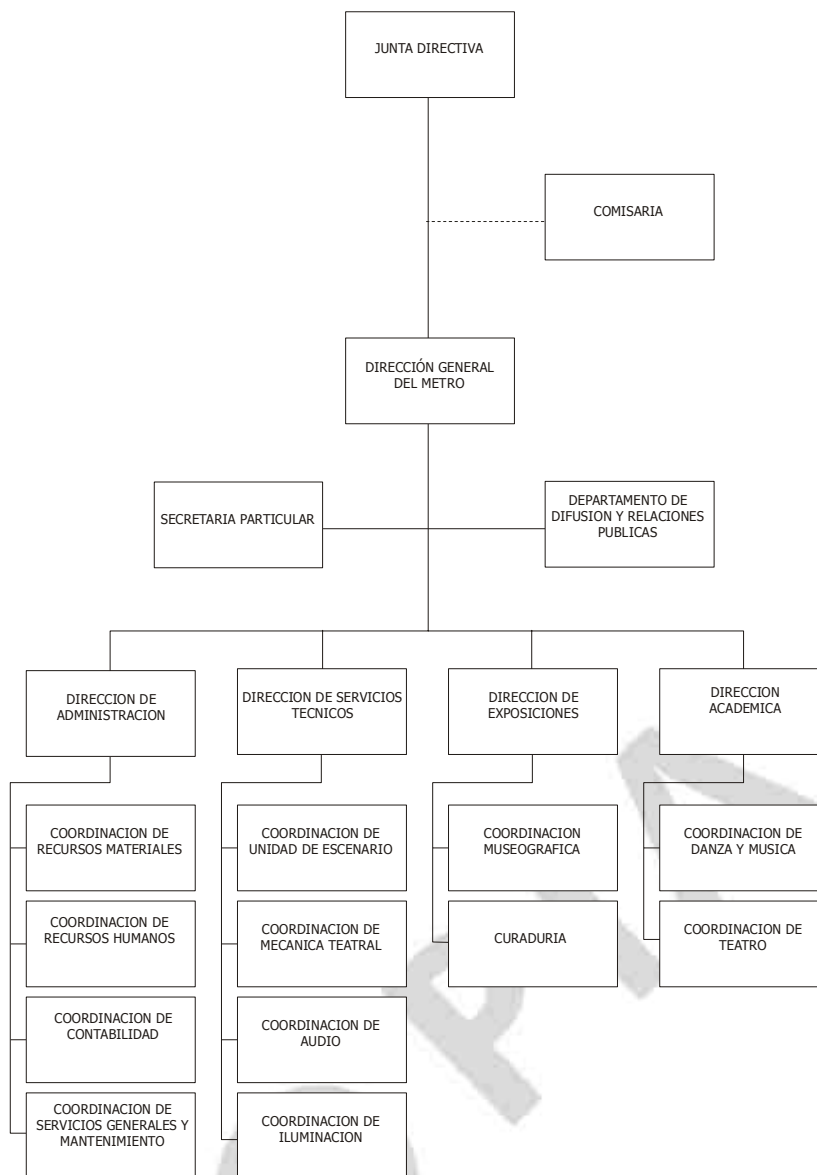 JUNTA DIRECTIVA
COMISARIA
DIRECCIÓN GENERAL
DEL METRO
SECRETARIA PARTICULAR
DEPARTAMENTO DE
DIFUSION Y RELACIONES
PUBLICAS
DIRECCION DE
ADMINISTRACION
DIRECCION DE SERVICIOS
TECNICOS
DIRECCION DE
EXPOSICIONES
DIRECCION
ACADEMICA
COORDINACION DE
RECURSOS MATERIALES
COORDINACION DE
UNIDAD DE ESCENARIO
COORDINACION
MUSEOGRAFICA
COORDINACION DE
DANZA Y MUSICA
COORDINACION DE
RECURSOS HUMANOS
COORDINACION DE
MECANICA TEATRAL
CURADURIA
COORDINACION DE
TEATRO
COORDINACION DE
CONTABILIDAD
COORDINACION DE
AUDIO
COORDINACION DE
SERVICIOS GENERALES Y
MANTENIMIENTO
COORDINACION DE
ILUMINACION